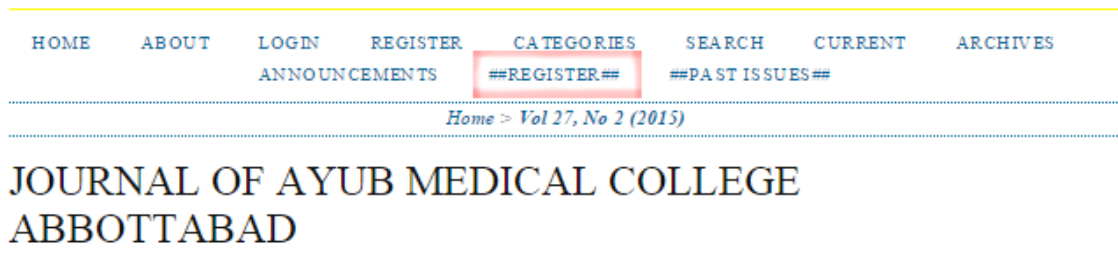 HOME ABOUT LOGIN REGISTER CATEGORIES SEARCH CURRENT ARCHIVES
ANNOUNCEMENTS ##REGISTER## ##PAST ISSUES##
Home > Vol 27, No 2 (2015)
JOURNAL OF AYUB MEDICAL COLLEGE
ABBOTTABAD